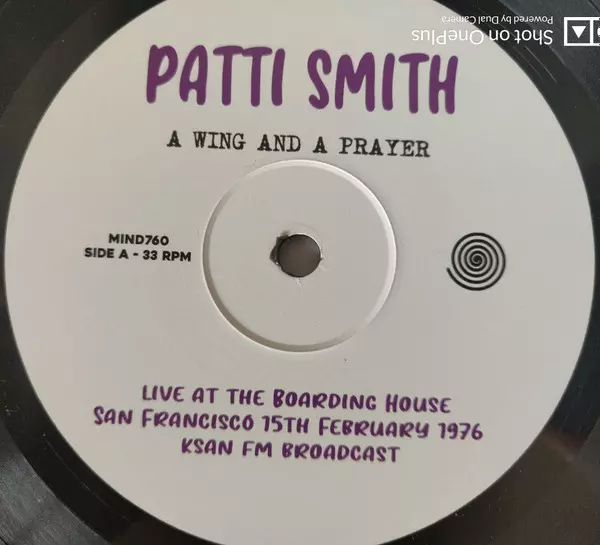 Shot on OnePlus
Powered by Dual Camera
PATTI SMITH
A WING AND A PRAYER
MIND760
SIDE A - 33 RPM
LIVE AT THE BOARDING HOUSE
SAN FRANCISCO 15TH FEBRUARY 1976
KSAN FM BROADCAST